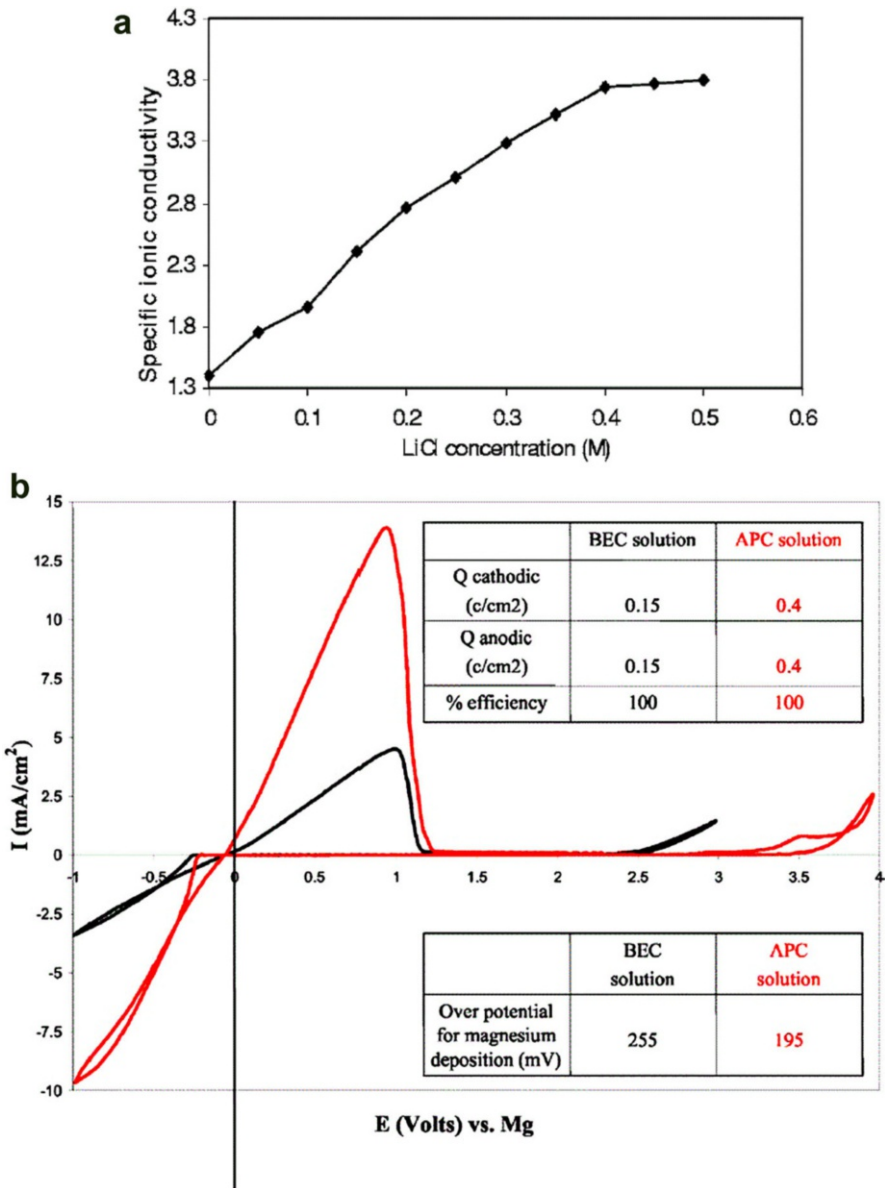 a
4.3
3.8
3.3
2.8
2.3
1.8
1.3
Specific ionic conductivity
0 0.1 0.2 0.3 0.4 0.5 0.6
LiCl concentration (M)
b
15
12.5
10
7.5
5
2.5
0
-2.5
-5
-7.5
-10
I (mA/cm²)
-1 -0.5 0 0.5 1 1.5 2 2.5 3 3.5 4
BEC solution APC solution
Q cathodic
(c/cm2) 0.15 0.4
Q anodic
(c/cm2) 0.15 0.4
% efficiency 100 100
BEC APC
solution solution
Over potential
for magnesium 255 195
deposition (mV)
E (Volts) vs. Mg